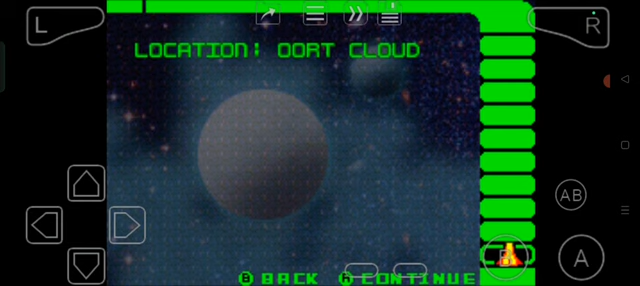 L
R
LOCATION: OORT CLOUD
AB
A
B BACK A CONTINUE